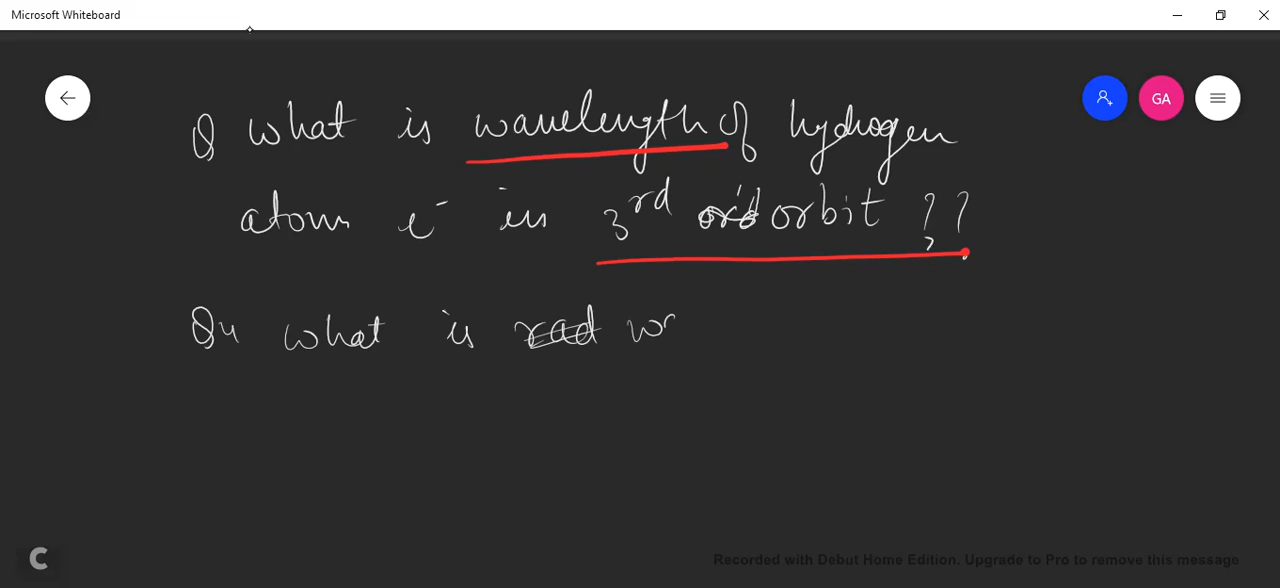 Microsoft Whiteboard
GA
Q What is wavelength of hydrogen
atom e⁻ in 3rd orbit ??
Q4 What is rad w
C
Recorded with Debut Home Edition. Upgrade to Pro to remove this message